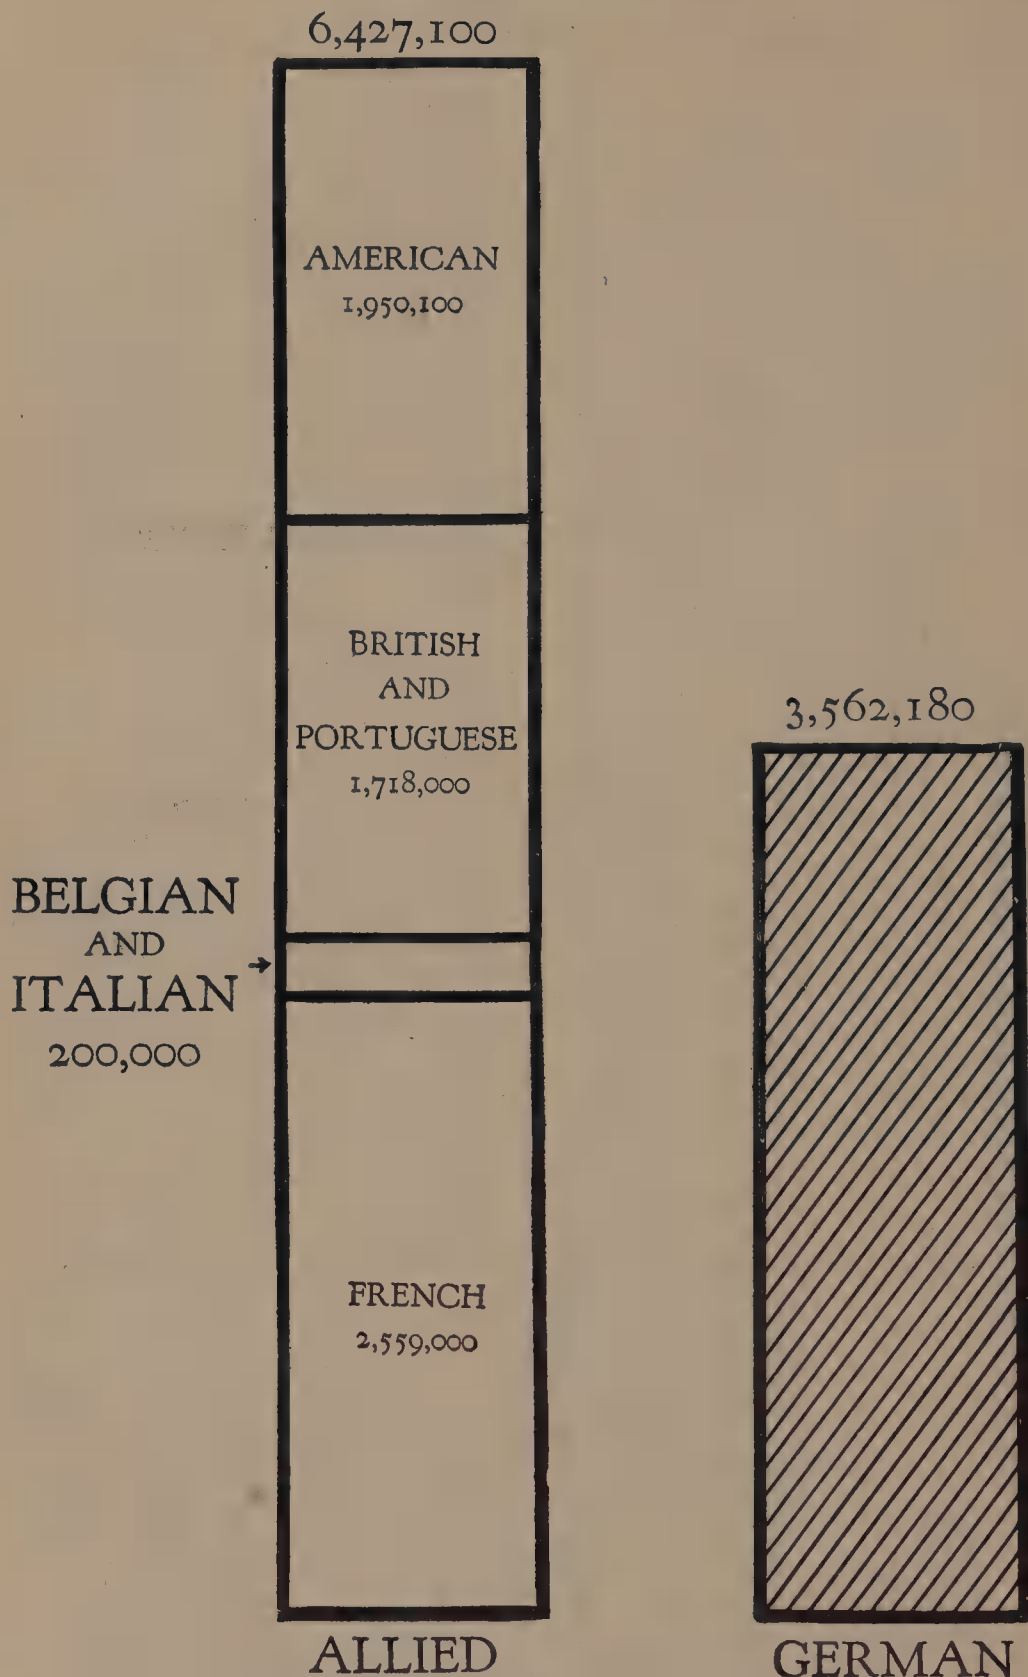 6,427,100
AMERICAN
1,950,100
BRITISH
AND
PORTUGUESE
1,718,000
BELGIAN
AND
ITALIAN
200,000
FRENCH
2,559,000
ALLIED
3,562,180
GERMAN